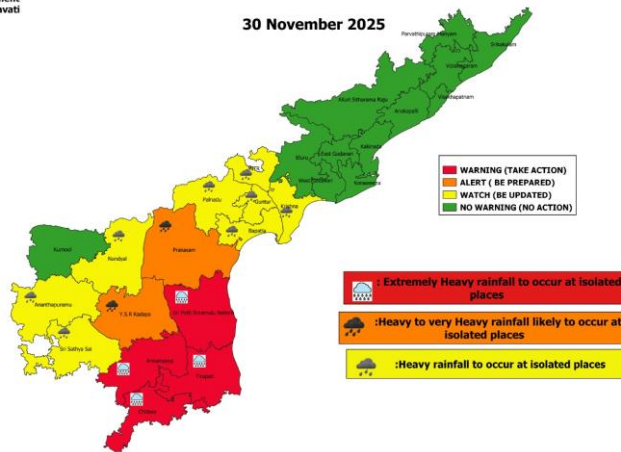 avati
30 November 2025
Parvathipuram Manyam
Srikakulam
Vizianagaram
Visakhapatnam
Alluri Sitharama Raju
Anakapalli
Kakinada
East Godavari
Eluru
West Godavari
Konaseema
Krishna
Guntur
Palnadu
Bapatla
Prakasam
Kurnool
Nandyal
Ananthapuramu
Y.S.R Kadapa
Sri Potti Sriramulu Nellore
Sri Sathya Sai
Annamayya
Tirupati
Chittoor
WARNING (TAKE ACTION)
ALERT ( BE PREPARED)
WATCH (BE UPDATED)
NO WARNING (NO ACTION)
: Extremely Heavy rainfall to occur at isolated
places
:Heavy to very Heavy rainfall likely to occur at
isolated places
:Heavy rainfall to occur at isolated places